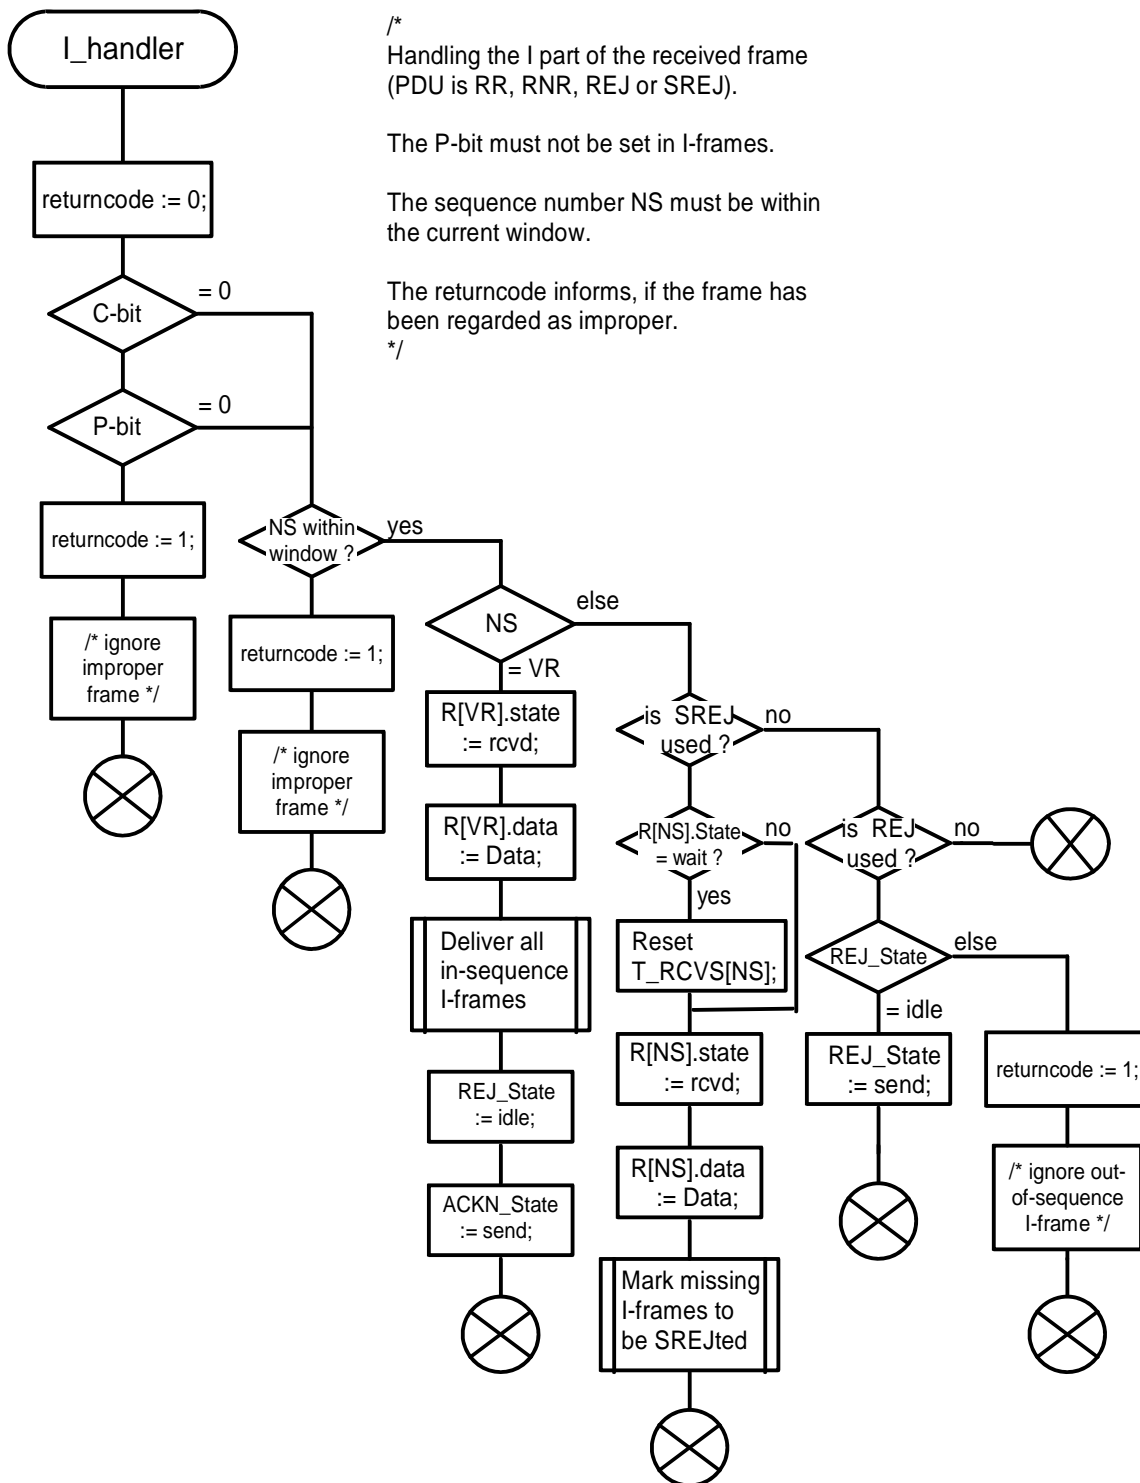 I_handler
/*
Handling the I part of the received frame
(PDU is RR, RNR, REJ or SREJ).
The P-bit must not be set in I-frames.
The sequence number NS must be within
the current window.
The returncode informs, if the frame has
been regarded as improper.
*/
returncode := 0;
C-bit
= 0
P-bit
= 0
returncode := 1;
/* ignore
improper
frame */
NS within
window ?
yes
returncode := 1;
/* ignore
improper
frame */
NS
else
= VR
R[VR].state
:= rcvd;
R[VR].data
:= Data;
Deliver all
in-sequence
I-frames
REJ_State
:= idle;
ACKN_State
:= send;
is SREJ
used ?
no
R[NS].State
= wait ?
no
yes
Reset
T_RCVS[NS];
R[NS].state
:= rcvd;
R[NS].data
:= Data;
Mark missing
I-frames to
be SREJted
is REJ
used ?
no
REJ_State
else
= idle
REJ_State
:= send;
returncode := 1;
/* ignore out-
of-sequence
I-frame */